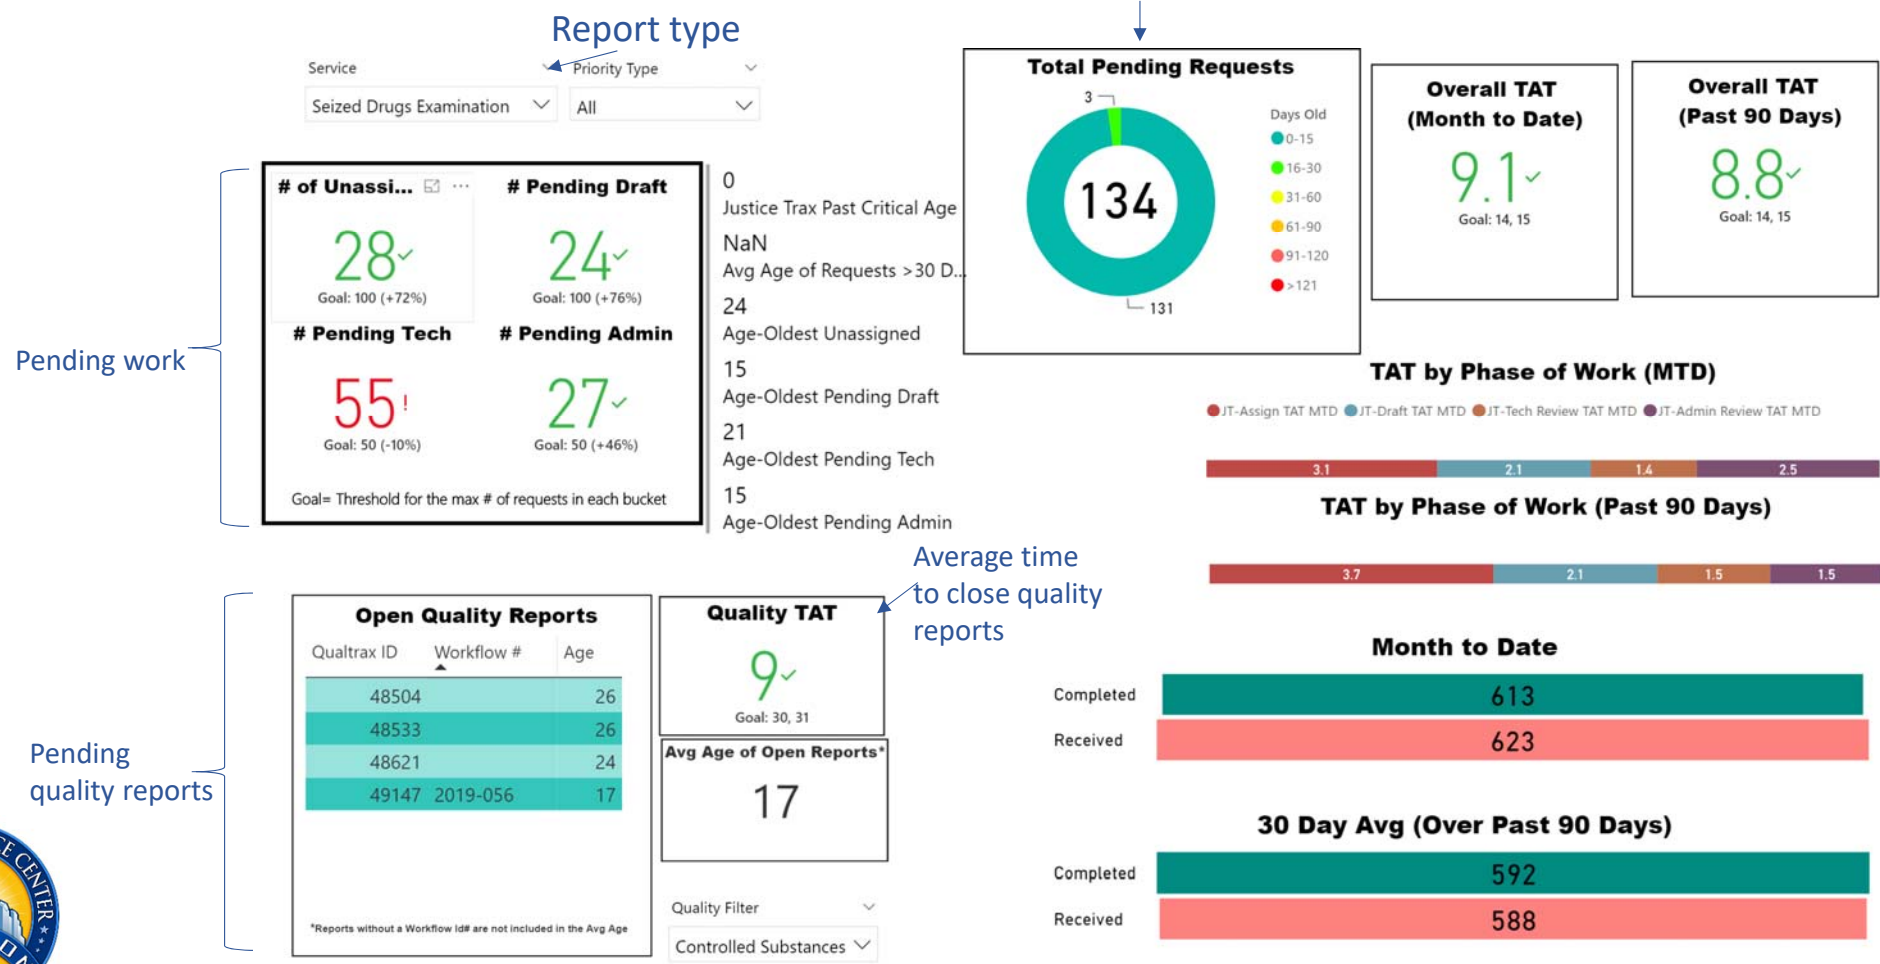 Report type
Service
Priority Type
Seized Drugs Examination
All
# of Unassi... ...
# Pending Draft
28
24
Goal: 100 (+72%)
Goal: 100 (+76%)
# Pending Tech
# Pending Admin
55!
27
Goal: 50 (-10%)
Goal: 50 (+46%)
Goal= Threshold for the max # of requests in each bucket
Pending work
0
Justice Trax Past Critical Age
NaN
Avg Age of Requests >30 D...
24
Age-Oldest Unassigned
15
Age-Oldest Pending Draft
21
Age-Oldest Pending Tech
15
Age-Oldest Pending Admin
Total Pending Requests
3
134
131
Days Old
0-15
16-30
31-60
61-90
91-120
>121
Overall TAT
(Month to Date)
9.1
Goal: 14, 15
Overall TAT
(Past 90 Days)
8.8
Goal: 14, 15
TAT by Phase of Work (MTD)
JT-Assign TAT MTD JT-Draft TAT MTD JT-Tech Review TAT MTD JT-Admin Review TAT MTD
3.1 2.1 1.4 2.5
TAT by Phase of Work (Past 90 Days)
3.7 2.1 1.5 1.5
Average time
to close quality
reports
Pending
quality reports
Open Quality Reports
Qualtrax ID Workflow # Age
48504 26
48533 26
48621 24
49147 2019-056 17
*Reports without a Workflow Id# are not included in the Avg Age
Quality TAT
9
Goal: 30, 31
Avg Age of Open Reports*
17
Quality Filter
Controlled Substances
Month to Date
Completed 613
Received 623
30 Day Avg (Over Past 90 Days)
Completed 592
Received 588
CENTER